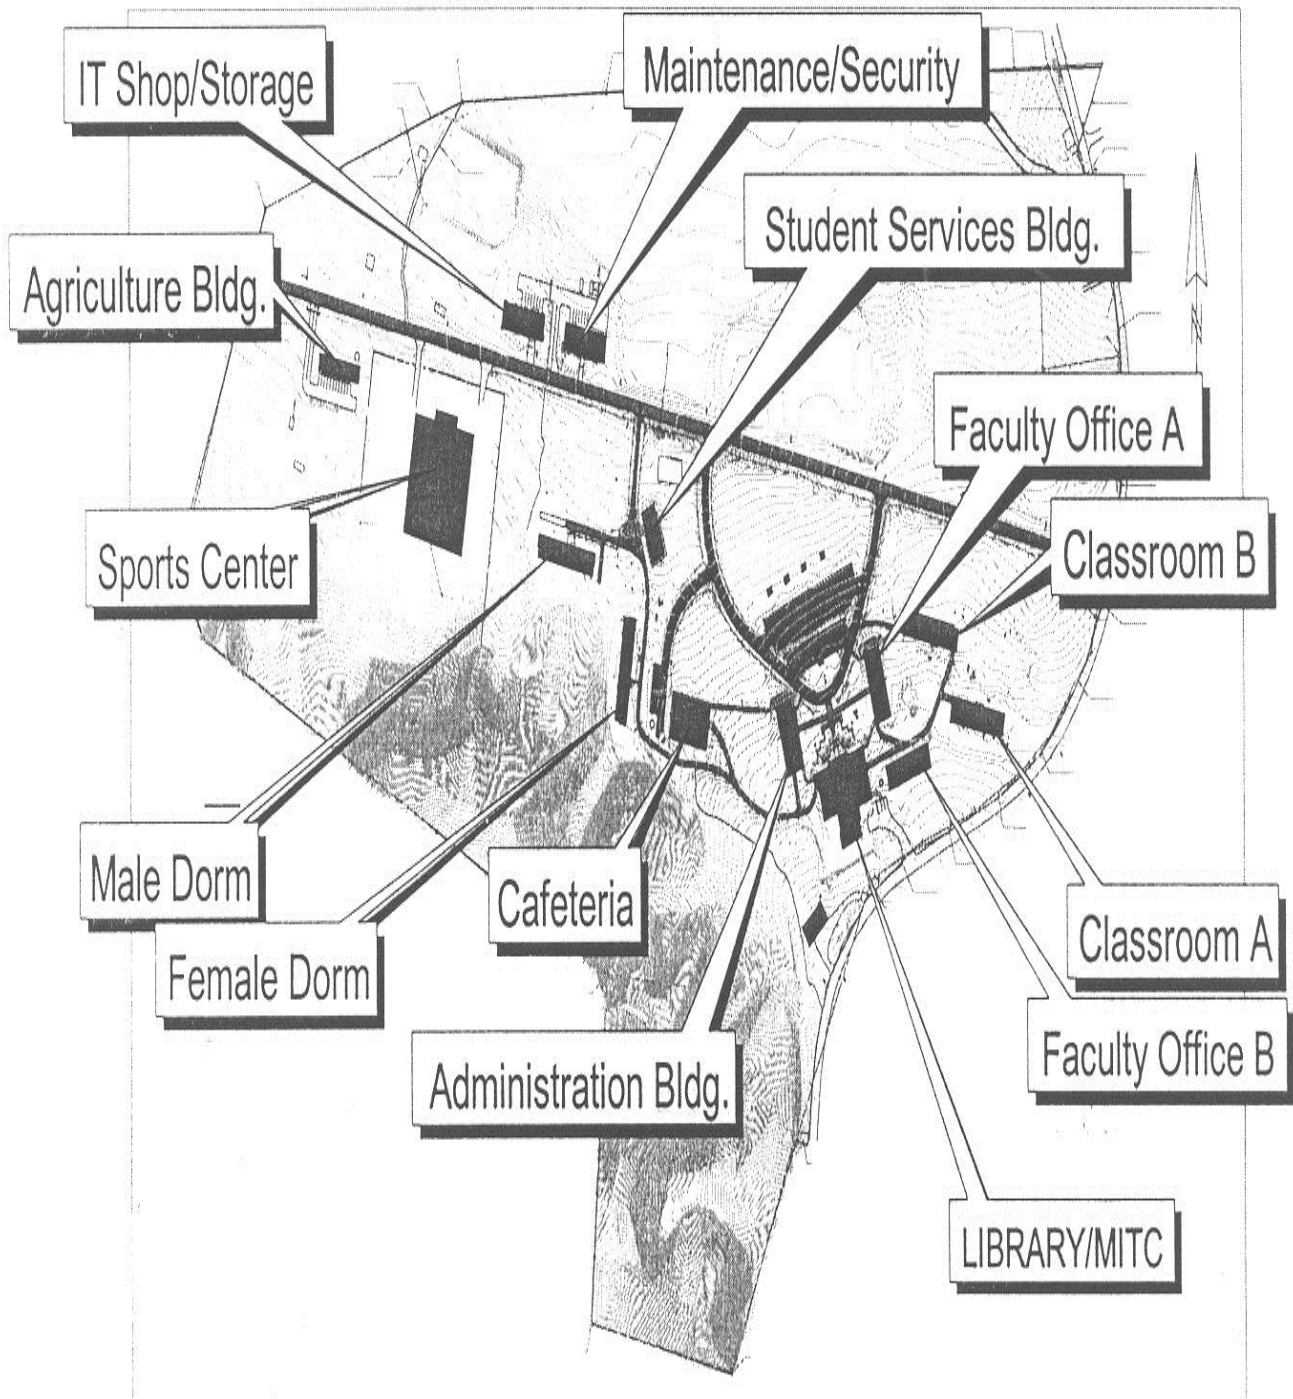 IT Shop/Storage
Maintenance/Security
Student Services Bldg.
Agriculture Bldg.
N
Faculty Office A
Classroom B
Sports Center
Male Dorm
Cafeteria
Classroom A
Female Dorm
Faculty Office B
Administration Bldg.
LIBRARY/MITC